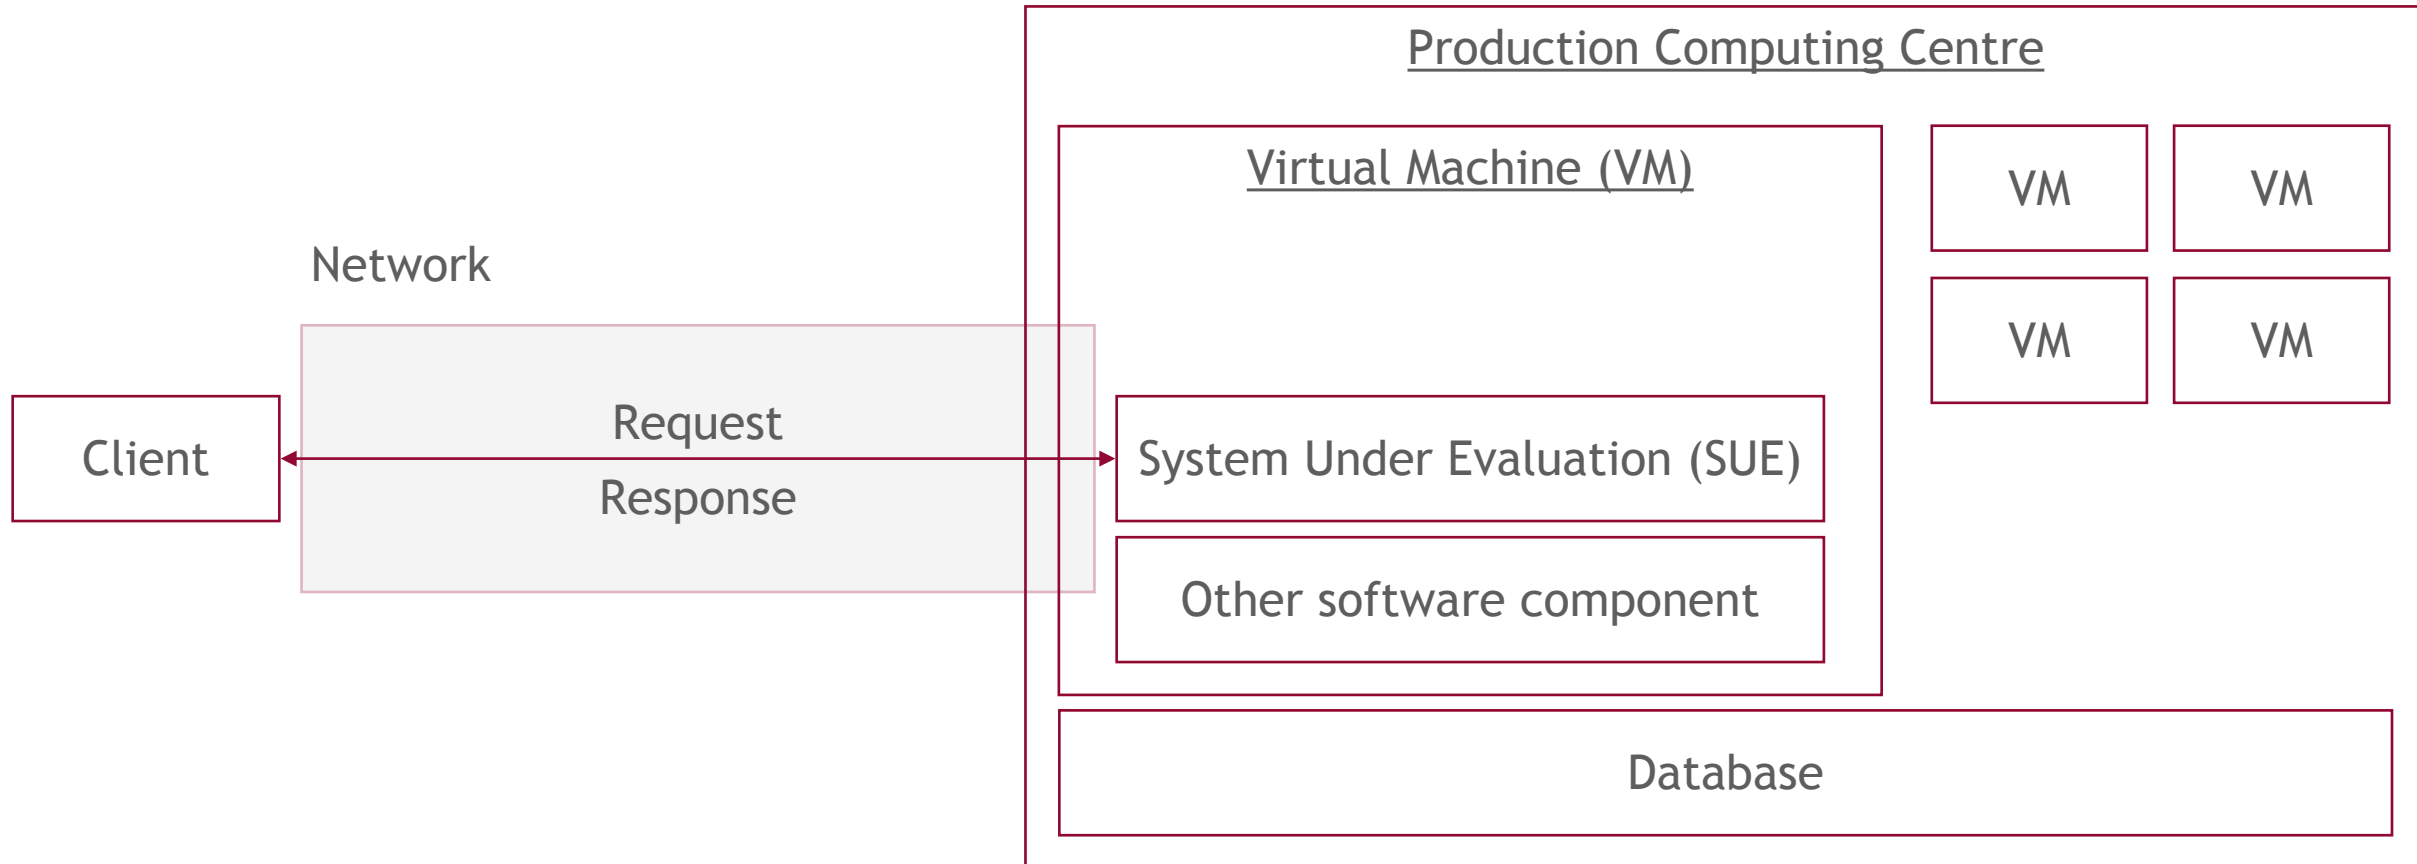 Production Computing Centre
Virtual Machine (VM)
VM
VM
Network
VM
VM
Client
Request
Response
System Under Evaluation (SUE)
Other software component
Database